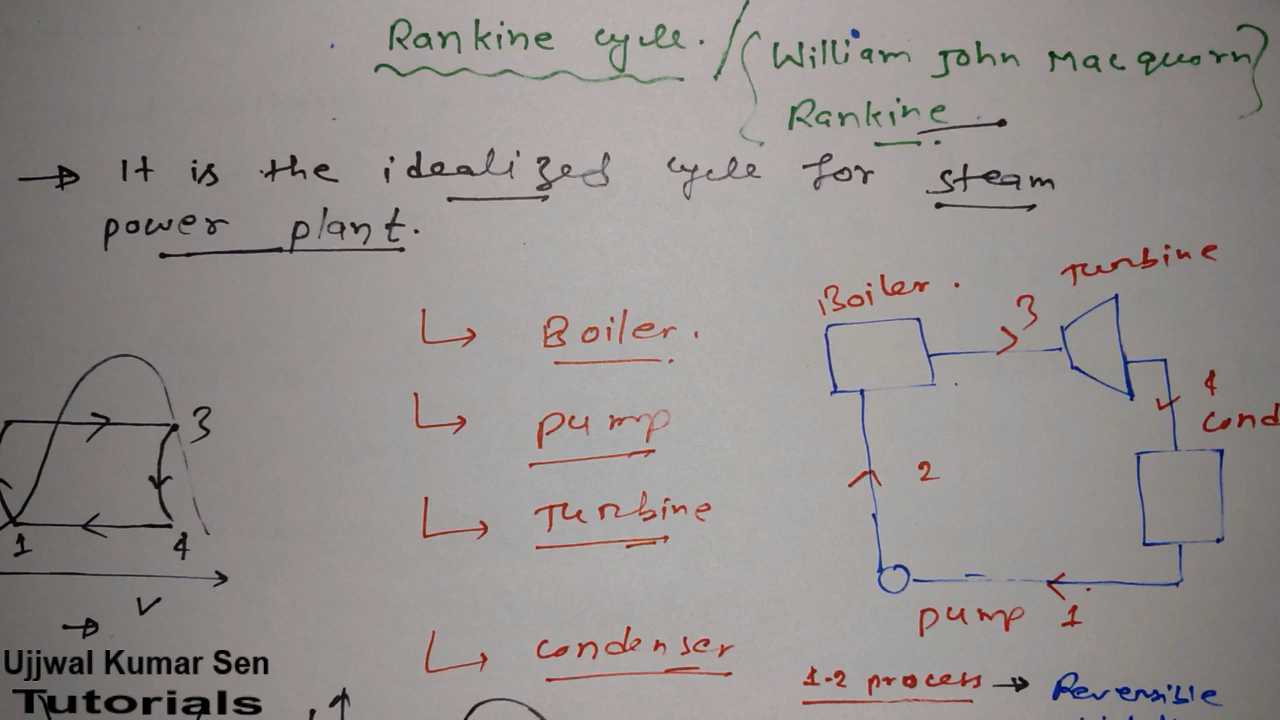 Rankine cycle. / {William John Macquorn
Rankine}
→ It is the idealized cycle for steam
power plant.
Boiler.
Pump
Turbine
Condenser
Boiler.
3
Turbine
4
Cond
2
Pump 1
3
1
4
V
Ujjwal Kumar Sen
Tutorials
1-2 process → Reversible